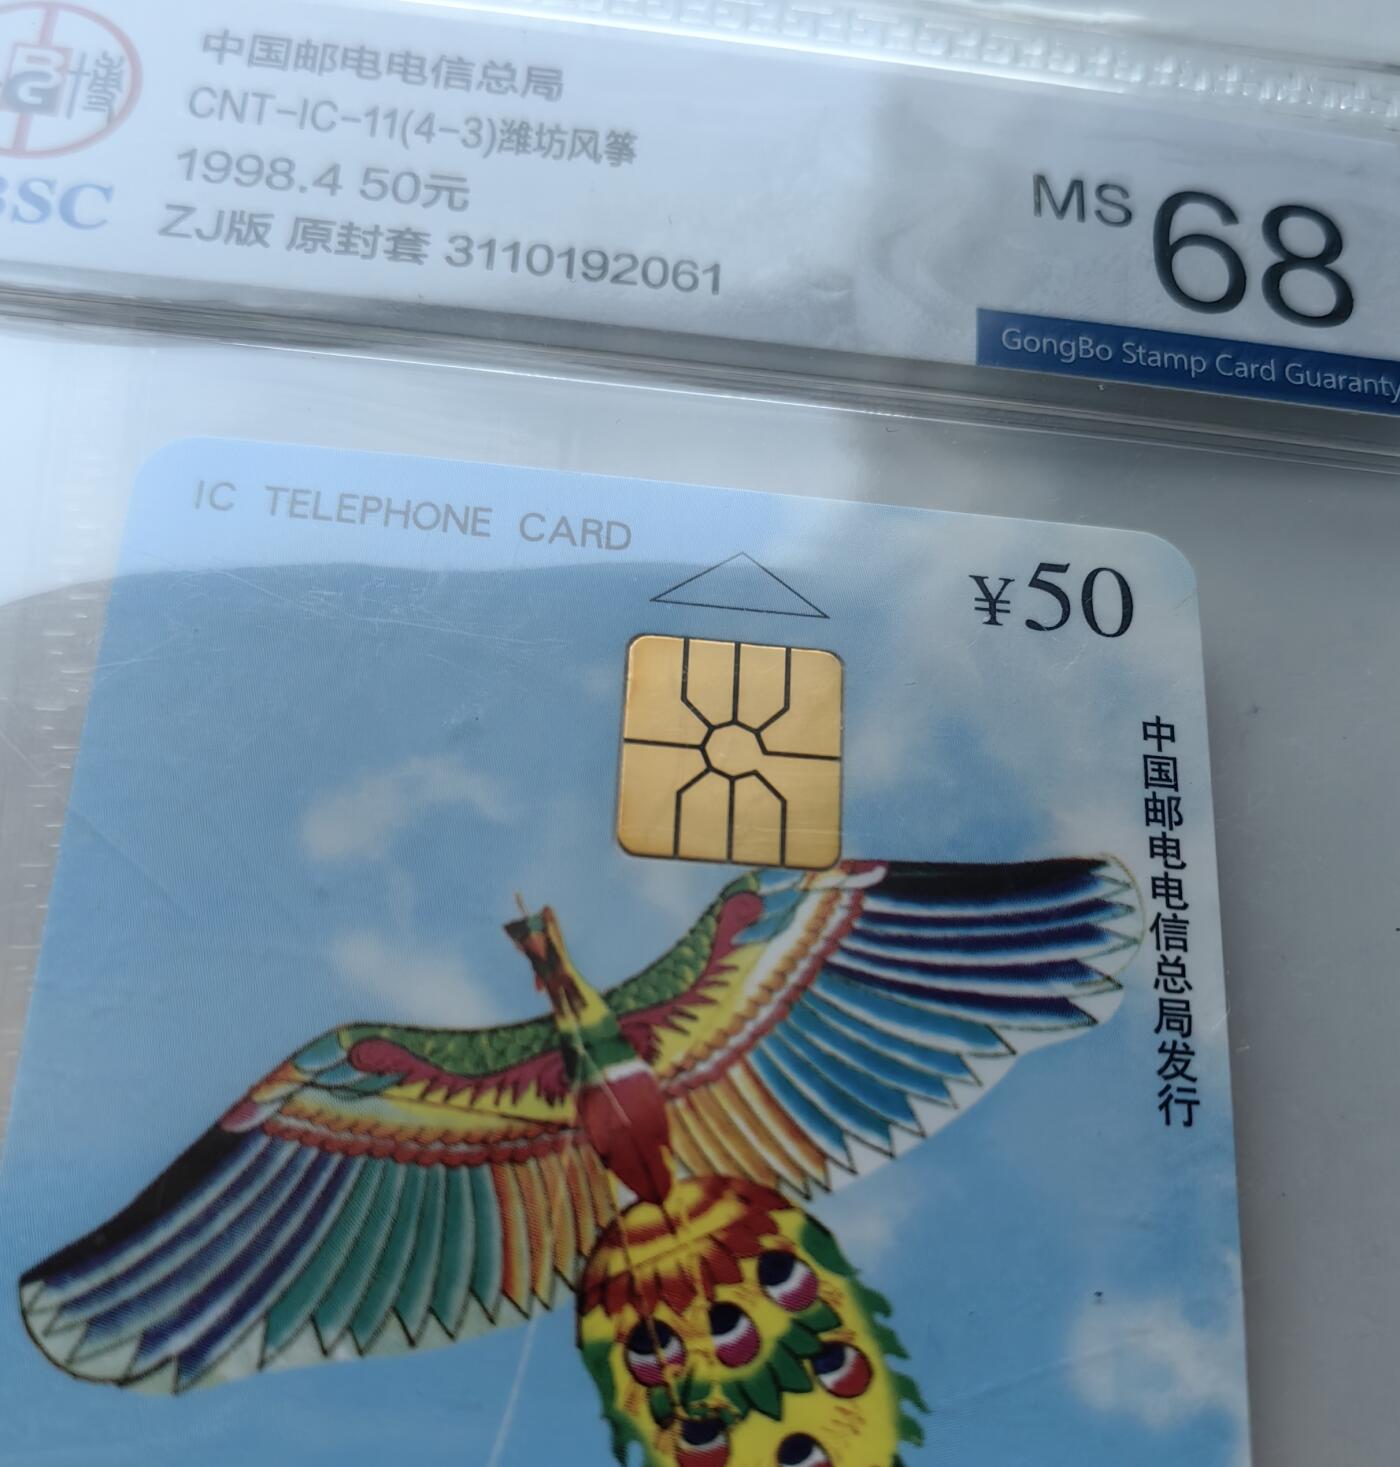 中国邮电电信总局
CNT-IC-11(4-3)潍坊风筝
1998.4 50元
ZJ版 原封套 3110192061
MS 68
GongBo Stamp Card Guaranty
博
BG
BSC
IC TELEPHONE CARD
¥50
中国邮电电信总局发行